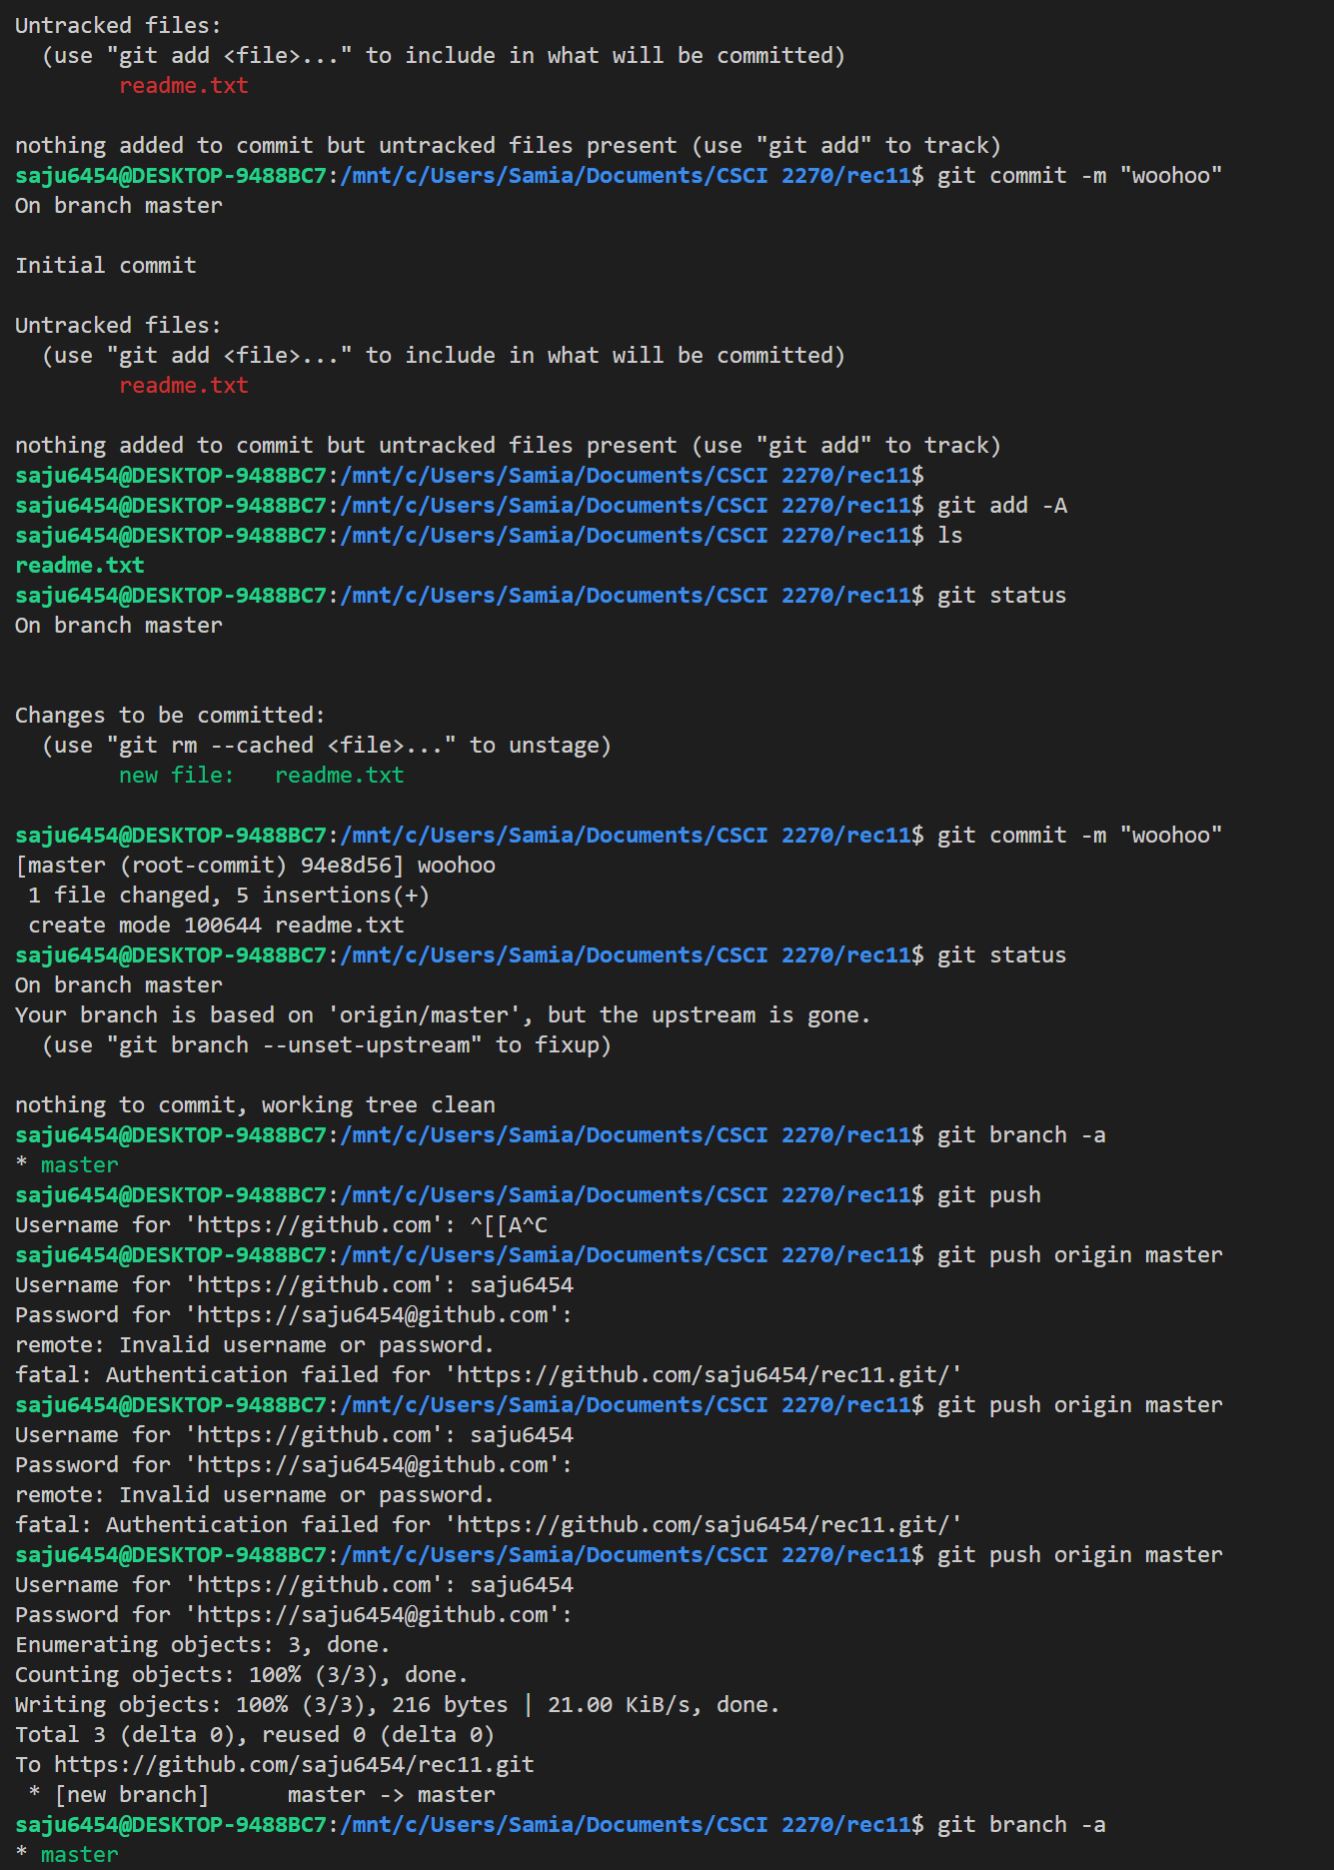 Untracked files:
  (use "git add <file>..." to include in what will be committed)
        readme.txt

nothing added to commit but untracked files present (use "git add" to track)
saju6454@DESKTOP-9488BC7:/mnt/c/Users/Samia/Documents/CSCI 2270/rec11$ git commit -m "woohoo"
On branch master

Initial commit

Untracked files:
  (use "git add <file>..." to include in what will be committed)
        readme.txt

nothing added to commit but untracked files present (use "git add" to track)
saju6454@DESKTOP-9488BC7:/mnt/c/Users/Samia/Documents/CSCI 2270/rec11$
saju6454@DESKTOP-9488BC7:/mnt/c/Users/Samia/Documents/CSCI 2270/rec11$ git add -A
saju6454@DESKTOP-9488BC7:/mnt/c/Users/Samia/Documents/CSCI 2270/rec11$ ls
readme.txt
saju6454@DESKTOP-9488BC7:/mnt/c/Users/Samia/Documents/CSCI 2270/rec11$ git status
On branch master


Changes to be committed:
  (use "git rm --cached <file>..." to unstage)
        new file:   readme.txt

saju6454@DESKTOP-9488BC7:/mnt/c/Users/Samia/Documents/CSCI 2270/rec11$ git commit -m "woohoo"
[master (root-commit) 94e8d56] woohoo
 1 file changed, 5 insertions(+)
 create mode 100644 readme.txt
saju6454@DESKTOP-9488BC7:/mnt/c/Users/Samia/Documents/CSCI 2270/rec11$ git status
On branch master
Your branch is based on 'origin/master', but the upstream is gone.
  (use "git branch --unset-upstream" to fixup)

nothing to commit, working tree clean
saju6454@DESKTOP-9488BC7:/mnt/c/Users/Samia/Documents/CSCI 2270/rec11$ git branch -a
* master
saju6454@DESKTOP-9488BC7:/mnt/c/Users/Samia/Documents/CSCI 2270/rec11$ git push
Username for 'https://github.com': ^[[A^C
saju6454@DESKTOP-9488BC7:/mnt/c/Users/Samia/Documents/CSCI 2270/rec11$ git push origin master
Username for 'https://github.com': saju6454
Password for 'https://saju6454@github.com':
remote: Invalid username or password.
fatal: Authentication failed for 'https://github.com/saju6454/rec11.git/'
saju6454@DESKTOP-9488BC7:/mnt/c/Users/Samia/Documents/CSCI 2270/rec11$ git push origin master
Username for 'https://github.com': saju6454
Password for 'https://saju6454@github.com':
remote: Invalid username or password.
fatal: Authentication failed for 'https://github.com/saju6454/rec11.git/'
saju6454@DESKTOP-9488BC7:/mnt/c/Users/Samia/Documents/CSCI 2270/rec11$ git push origin master
Username for 'https://github.com': saju6454
Password for 'https://saju6454@github.com':
Enumerating objects: 3, done.
Counting objects: 100% (3/3), done.
Writing objects: 100% (3/3), 216 bytes | 21.00 KiB/s, done.
Total 3 (delta 0), reused 0 (delta 0)
To https://github.com/saju6454/rec11.git
 * [new branch]      master -> master
saju6454@DESKTOP-9488BC7:/mnt/c/Users/Samia/Documents/CSCI 2270/rec11$ git branch -a
* master